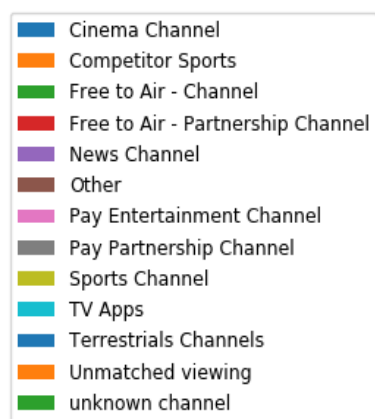 Cinema Channel
Competitor Sports
Free to Air - Channel
Free to Air - Partnership Channel
News Channel
Other
Pay Entertainment Channel
Pay Partnership Channel
Sports Channel
TV Apps
Terrestrials Channels
Unmatched viewing
unknown channel